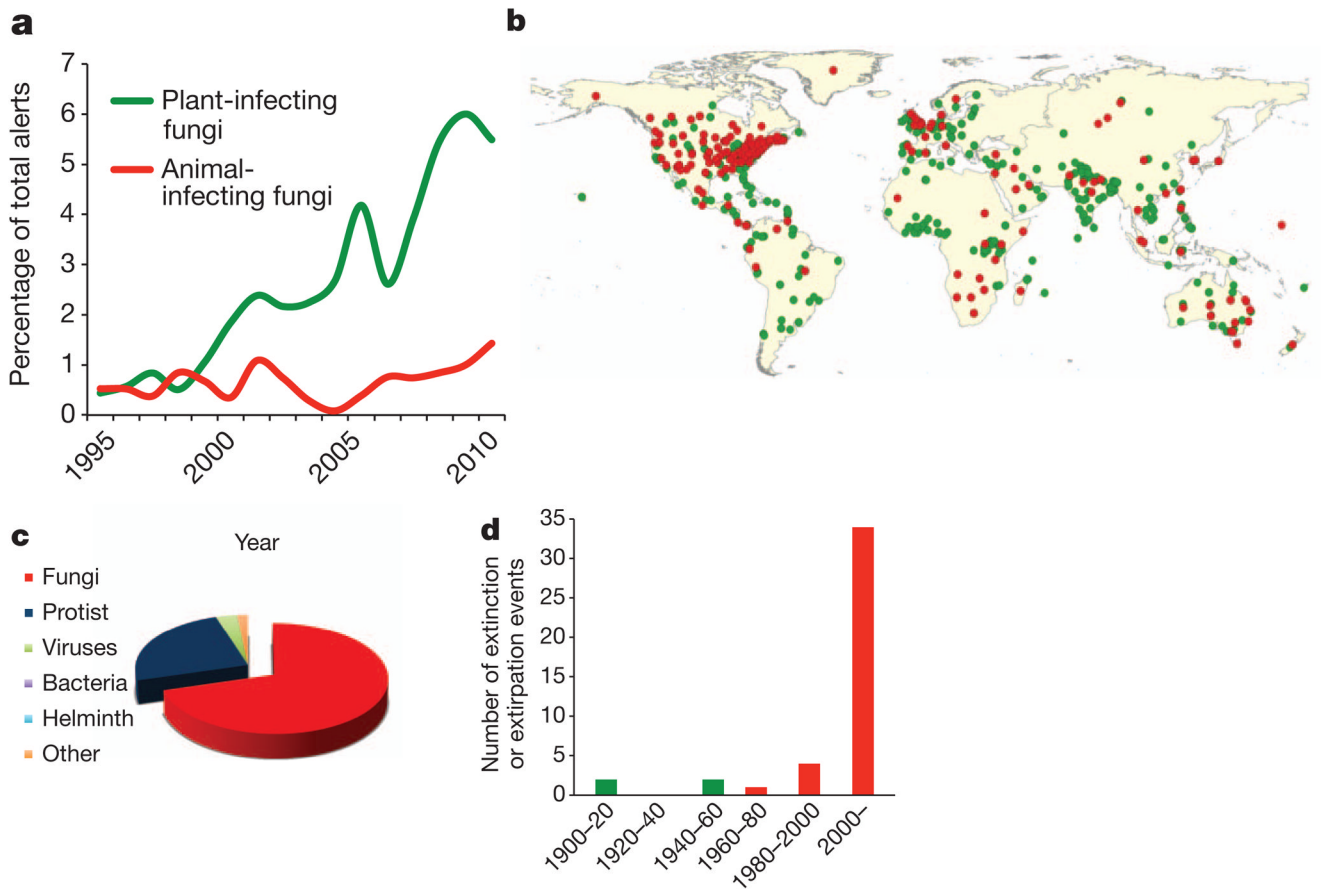 a
7
6
5
4
3
2
1
0
Percentage of total alerts
Plant-infecting
fungi
Animal-
infecting fungi
1995
2000
2005
2010
b
c
Year
Fungi
Protist
Viruses
Bacteria
Helminth
Other
d
35
30
25
20
15
10
5
0
Number of extinction
or extirpation events
1900–20
1920–40
1940–60
1960–80
1980–2000
2000–